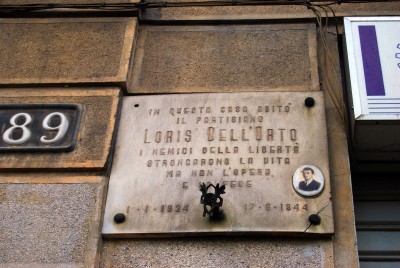 IN QUESTA CASA ABITÒ
IL PARTIGIANO
LORIS DELL'ORTO
I NEMICI DELLA LIBERTÀ
STRONCARONO LA VITA
MA NON L'OPERA
E
1-1-1924 17-6-1944
89